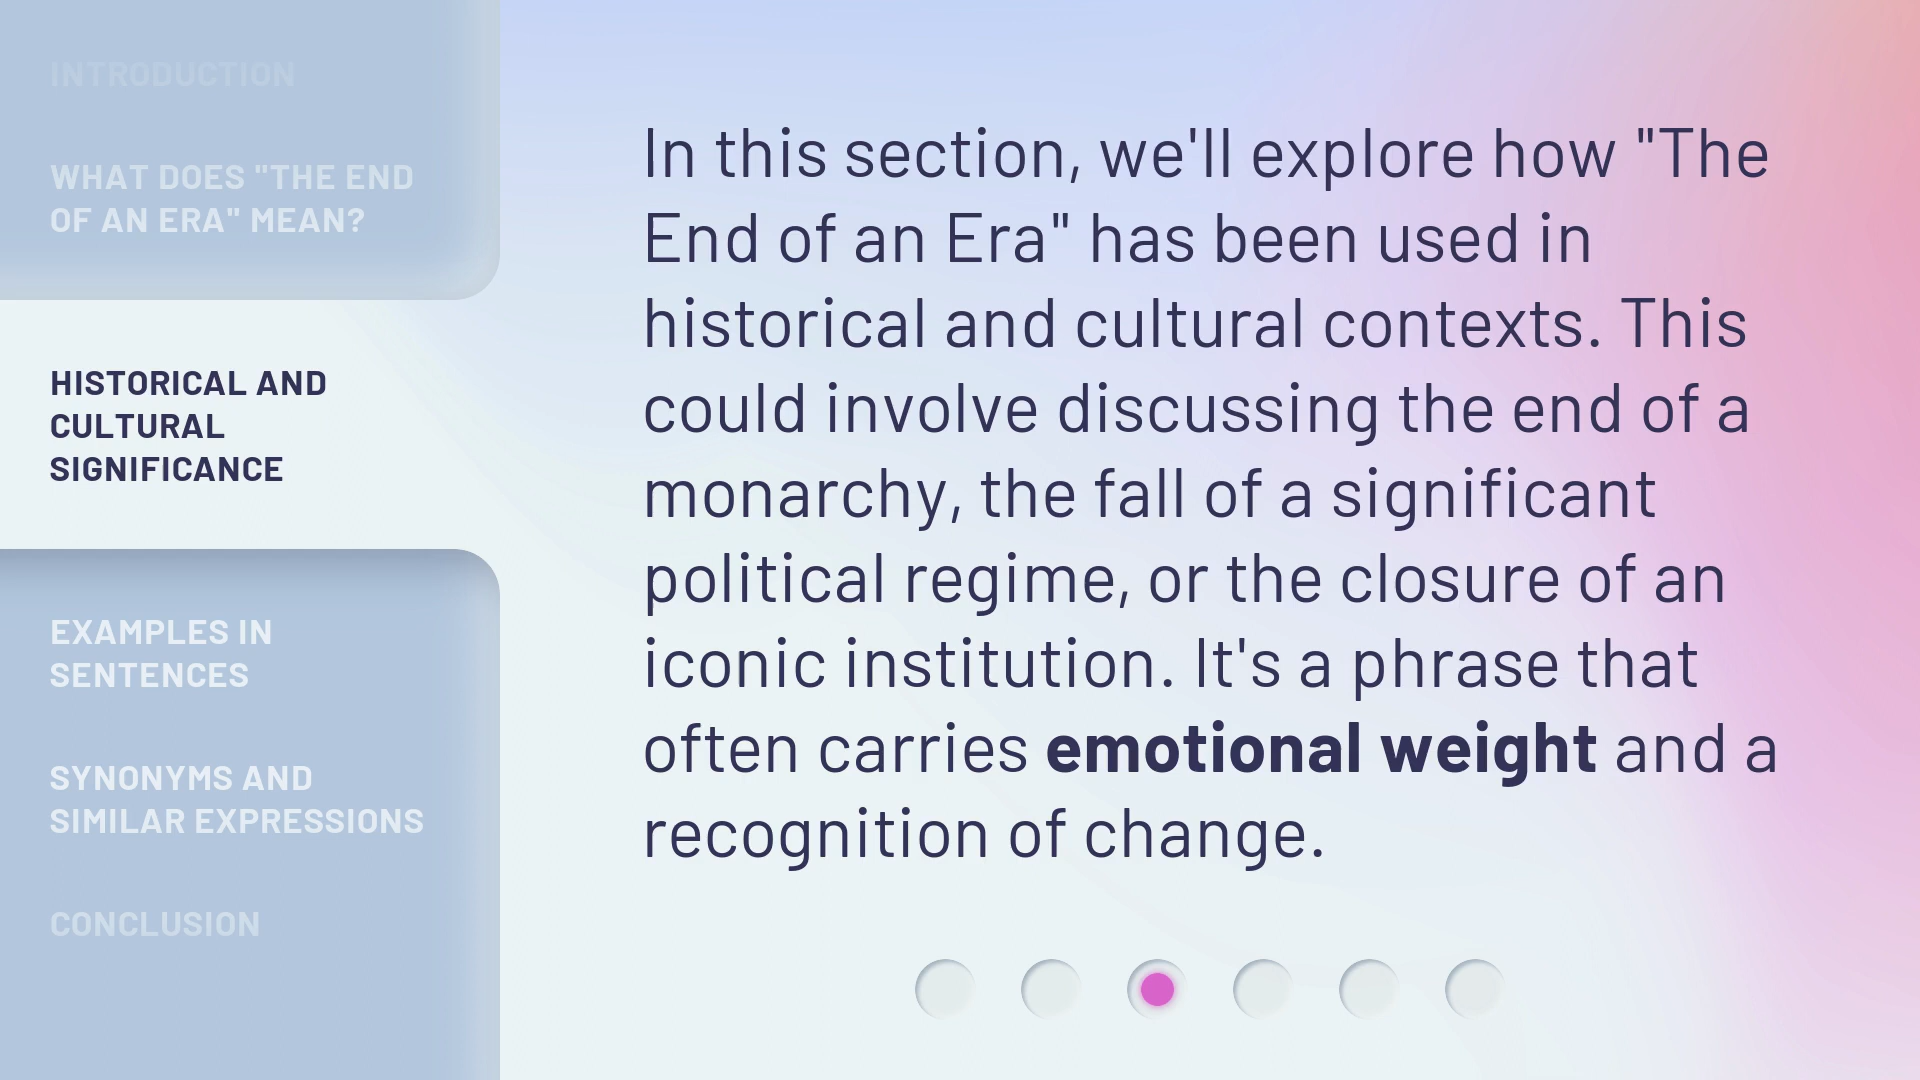 INTRODUCTION
WHAT DOES "THE END
OF AN ERA" MEAN?
HISTORICAL AND
CULTURAL
SIGNIFICANCE
EXAMPLES IN
SENTENCES
SYNONYMS AND
SIMILAR EXPRESSIONS
CONCLUSION
In this section, we'll explore how "The
End of an Era" has been used in
historical and cultural contexts. This
could involve discussing the end of a
monarchy, the fall of a significant
political regime, or the closure of an
iconic institution. It's a phrase that
often carries emotional weight and a
recognition of change.